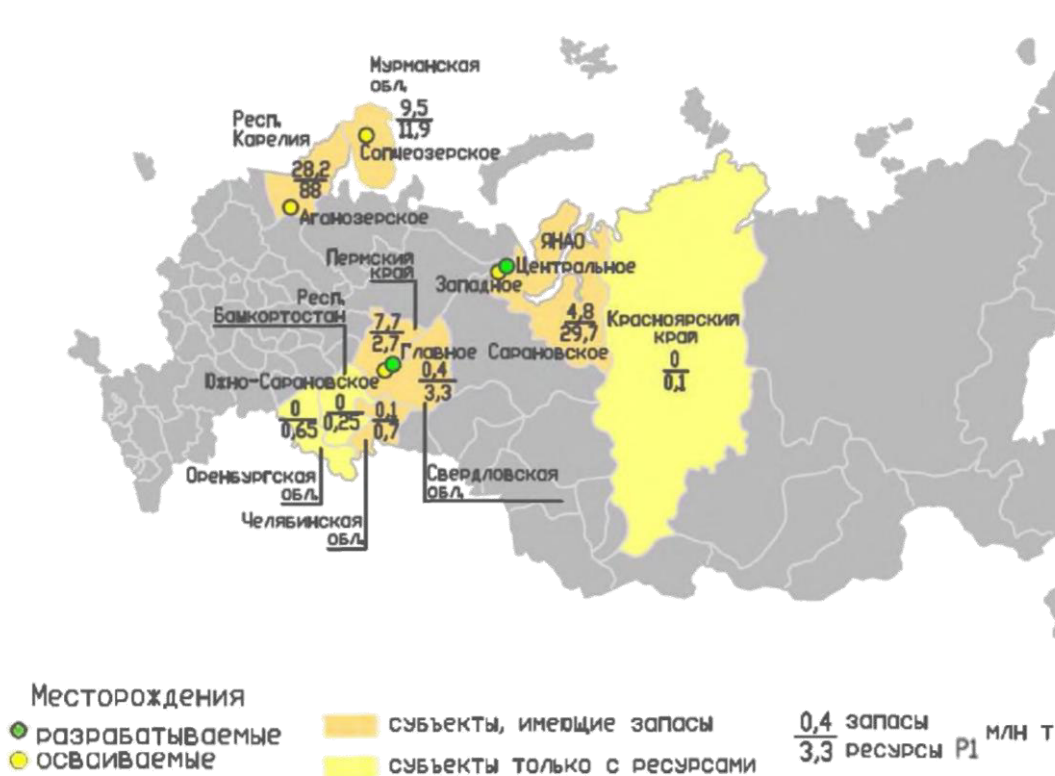 Мурманская
обл.
9,5
11,9
Сопчеозерское
Респ.
Карелия
28,2
88
Аганозерское
ЯНАО
Центральное
Западное
Пермский
край
Респ.
Башкортостан
7,7
2,7
Главное Сарановское
4,8
29,7
Красноярский
край
0
0,1
Южно-Сарановское
0,4
3,3
0
0,65
0
0,25
0,1
0,7
Оренбургская
обл.
Свердловская
обл.
Челябинская
обл.
Месторождения
разрабатываемые
осваиваемые
субъекты, имеющие запасы
субъекты только с ресурсами
0,4 запасы
3,3 ресурсы Р1 млн т